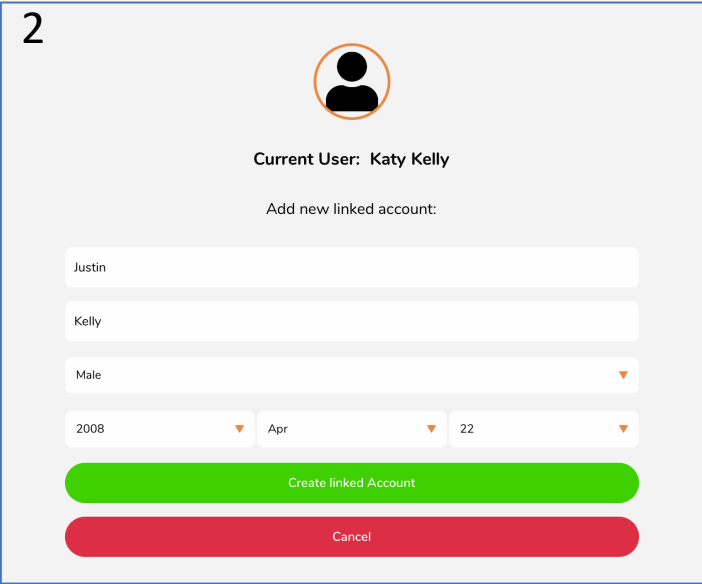 2
Current User: Katy Kelly
Add new linked account:
Justin
Kelly
Male
2008 Apr 22
Create linked Account
Cancel